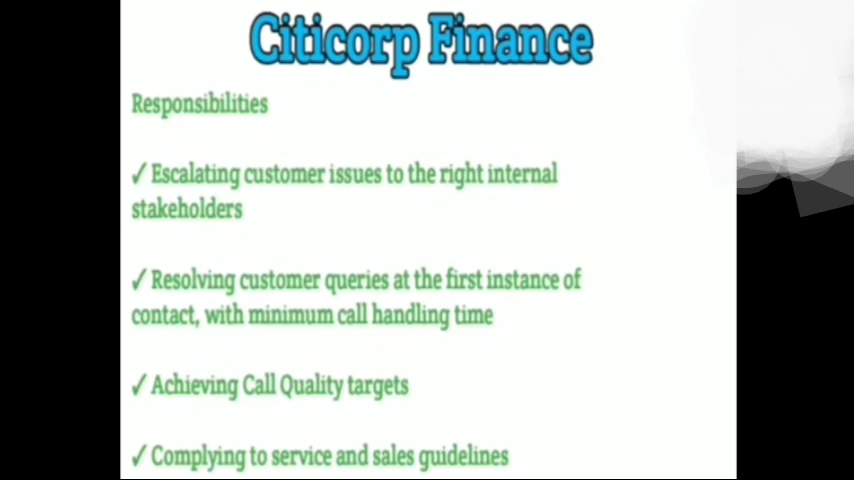 Citicorp Finance
Responsibilities
✓ Escalating customer issues to the right internal
stakeholders
✓ Resolving customer queries at the first instance of
contact, with minimum call handling time
✓ Achieving Call Quality targets
✓ Complying to service and sales guidelines